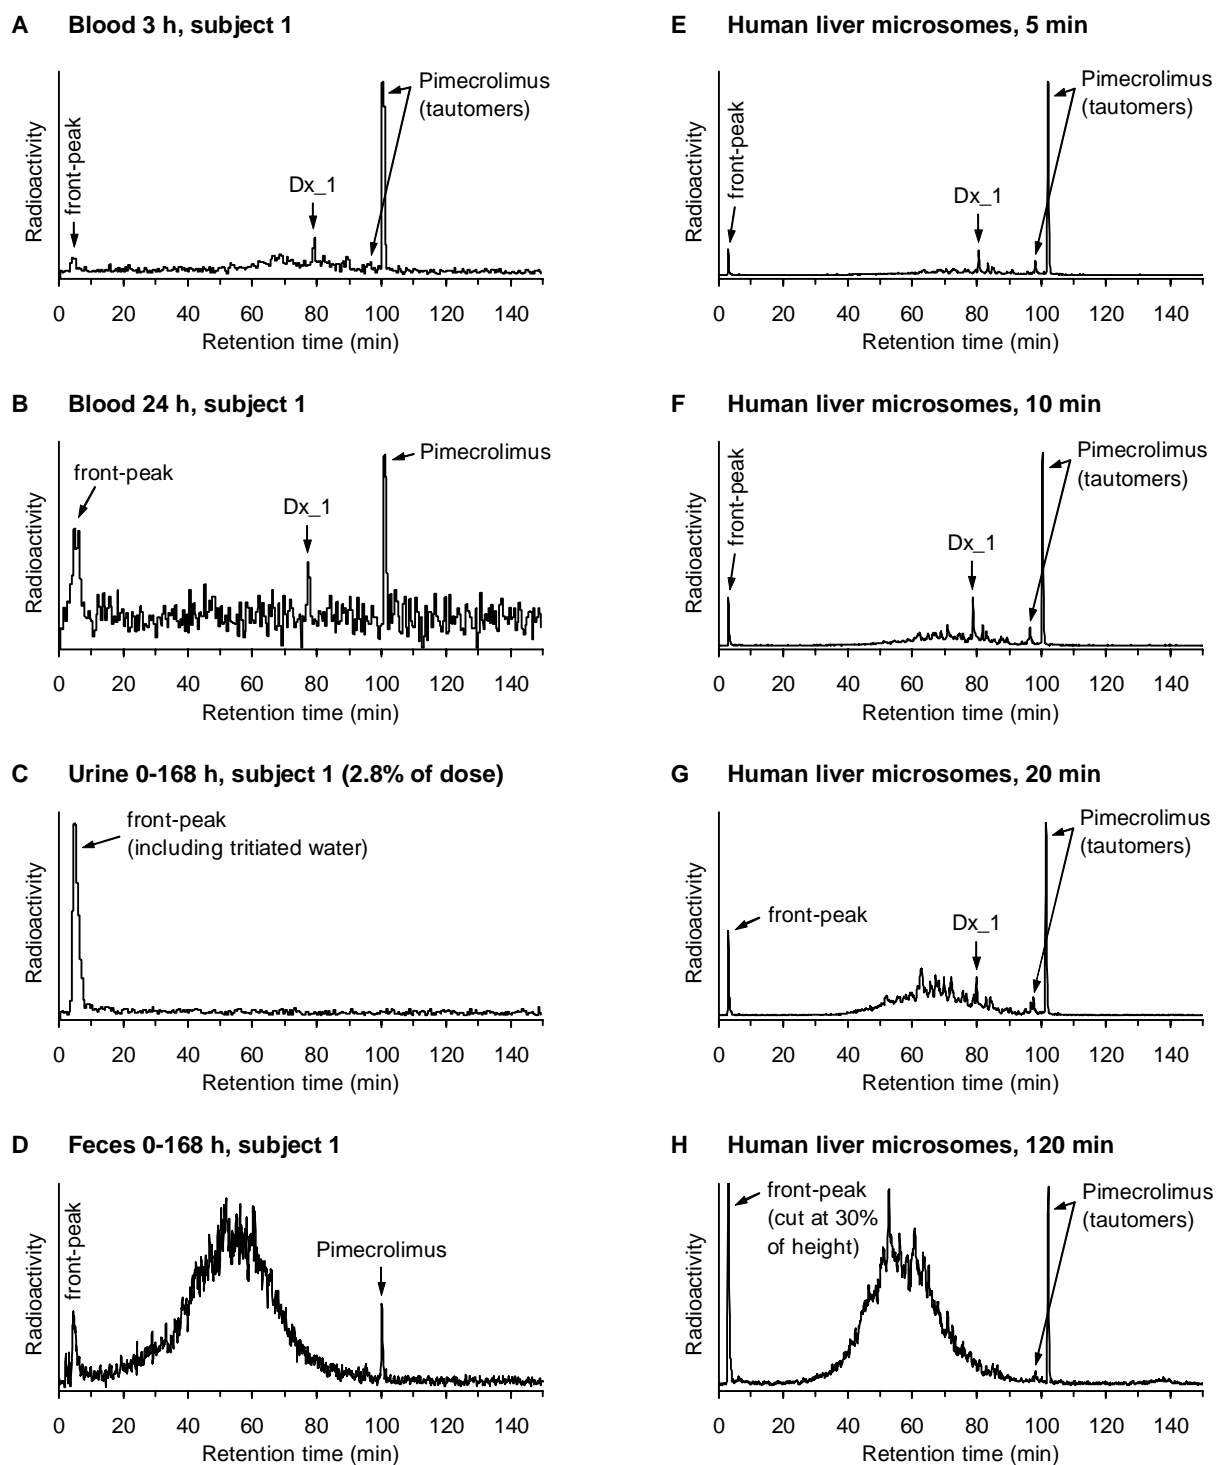 A Blood 3 h, subject 1
Radioactivity
front-peak
Dx_1
Pimecrolimus
(tautomers)
0 20 40 60 80 100 120 140
Retention time (min)
B Blood 24 h, subject 1
Radioactivity
front-peak
Dx_1
Pimecrolimus
0 20 40 60 80 100 120 140
Retention time (min)
C Urine 0-168 h, subject 1 (2.8% of dose)
Radioactivity
front-peak
(including tritiated water)
0 20 40 60 80 100 120 140
Retention time (min)
D Feces 0-168 h, subject 1
Radioactivity
front-peak
Pimecrolimus
0 20 40 60 80 100 120 140
Retention time (min)
E Human liver microsomes, 5 min
Radioactivity
front-peak
Dx_1
Pimecrolimus
(tautomers)
0 20 40 60 80 100 120 140
Retention time (min)
F Human liver microsomes, 10 min
Radioactivity
front-peak
Dx_1
Pimecrolimus
(tautomers)
0 20 40 60 80 100 120 140
Retention time (min)
G Human liver microsomes, 20 min
Radioactivity
front-peak
Dx_1
Pimecrolimus
(tautomers)
0 20 40 60 80 100 120 140
Retention time (min)
H Human liver microsomes, 120 min
Radioactivity
front-peak
(cut at 30%
of height)
Pimecrolimus
(tautomers)
0 20 40 60 80 100 120 140
Retention time (min)